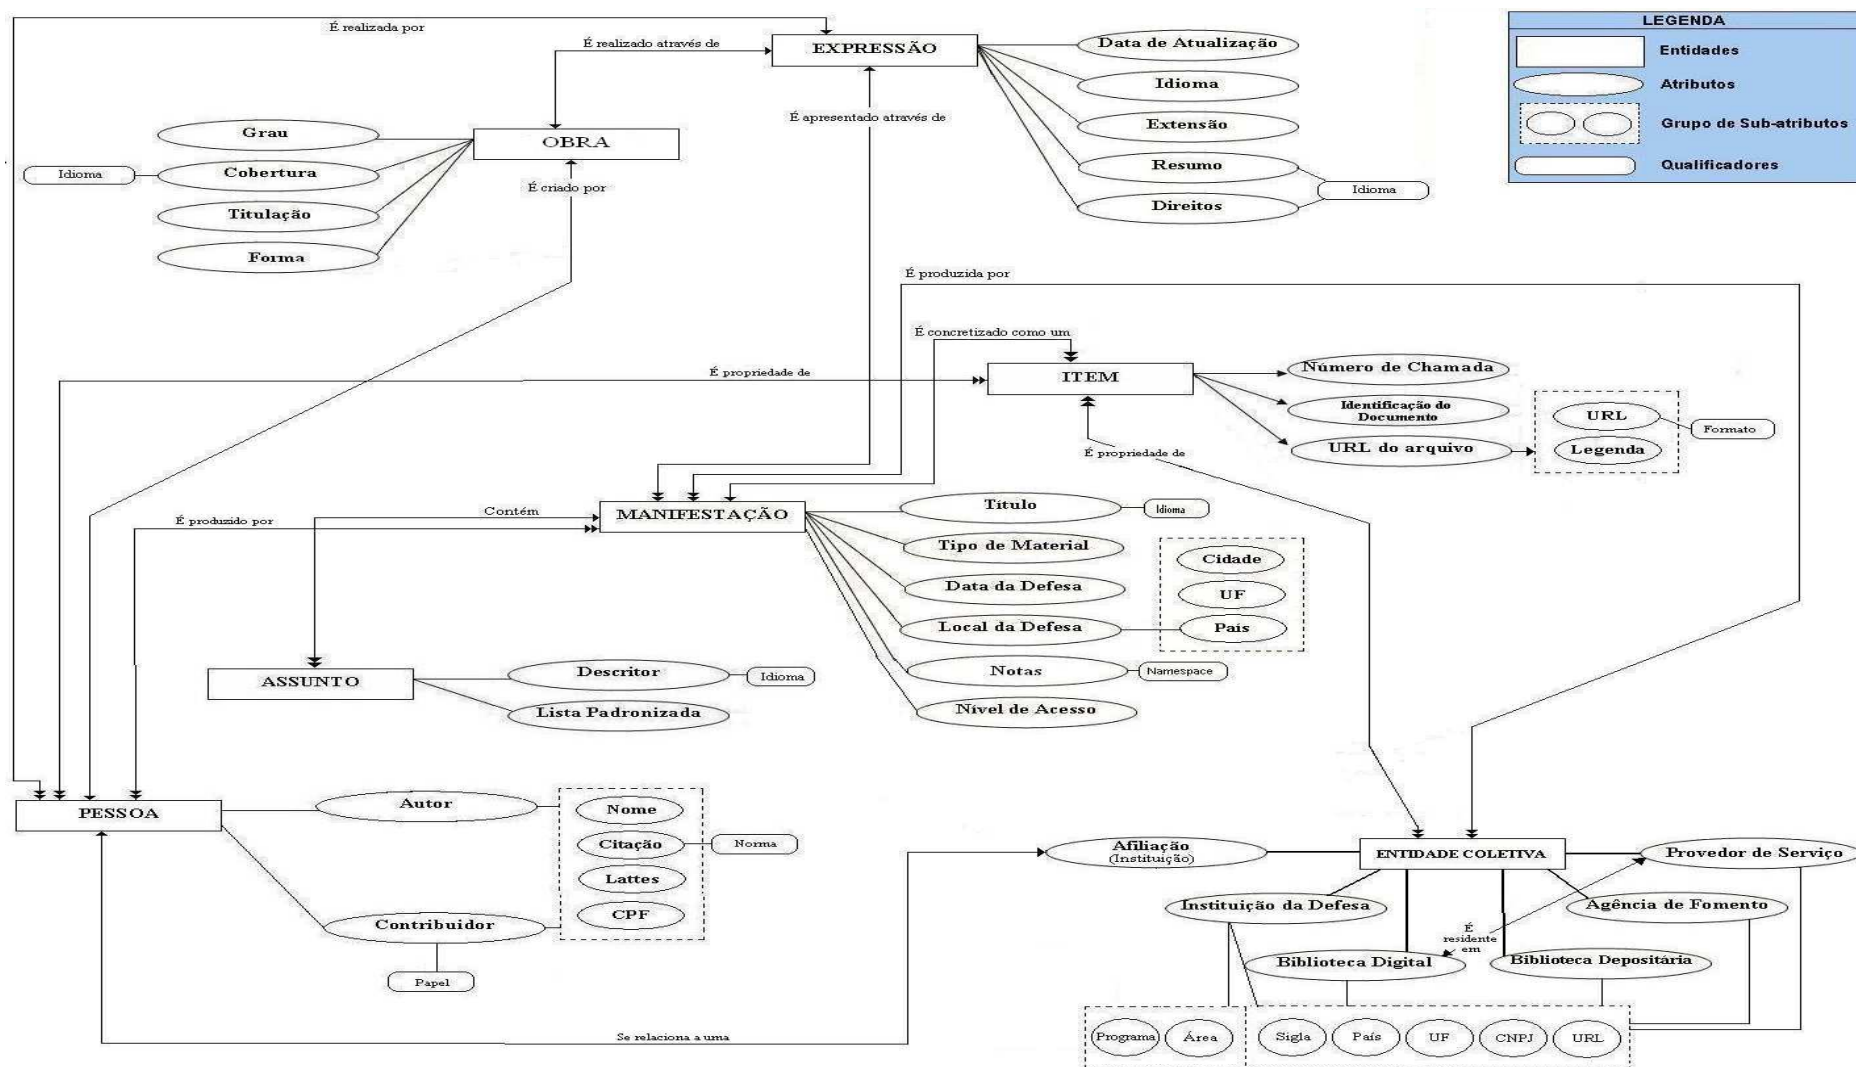 É realizada por
É realizado através de
EXPRESSÃO
Data de Atualização
Idioma
Extensão
Resumo
Direitos
Idioma
LEGENDA
Entidades
Atributos
Grupo de Sub-atributos
Qualificadores
É apresentado através de
Grau
OBRA
Idioma
Cobertura
É criado por
Titulação
Forma
É produzida por
É concretizado como um
É propriedade de
ITEM
Número de Chamada
Identificação do
Documento
URL do arquivo
URL
Formato
Legenda
É propriedade de
Contém
É produzido por
MANIFESTAÇÃO
Título
Idioma
Tipo de Material
Data da Defesa
Local da Defesa
Cidade
UF
País
Notas
Namespace
Nível de Acesso
ASSUNTO
Descritor
Idioma
Lista Padronizada
PESSOA
Autor
Nome
Citação
Norma
Lattes
CPF
Contribuidor
Papel
Afiliação
(Instituição)
ENTIDADE COLETIVA
Provedor de Serviço
Instituição da Defesa
Agência de Fomento
É
residente
em
Biblioteca Digital
Biblioteca Depositária
Se relaciona a uma
Programa
Área
Sigla
País
UF
CNPJ
URL